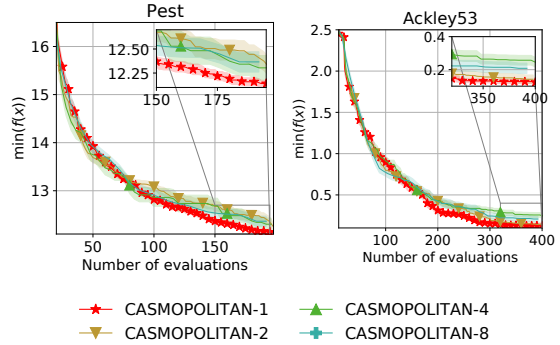 Pest
Ackley53
min(f(x))
16
15
14
13
12.50
12.25
150
175
50
100
150
Number of evaluations
min(f(x))
2.5
2.0
1.5
1.0
0.5
0.4
0.2
350
400
100
200
300
400
Number of evaluations
CASMOPOLITAN-1
CASMOPOLITAN-4
CASMOPOLITAN-2
CASMOPOLITAN-8